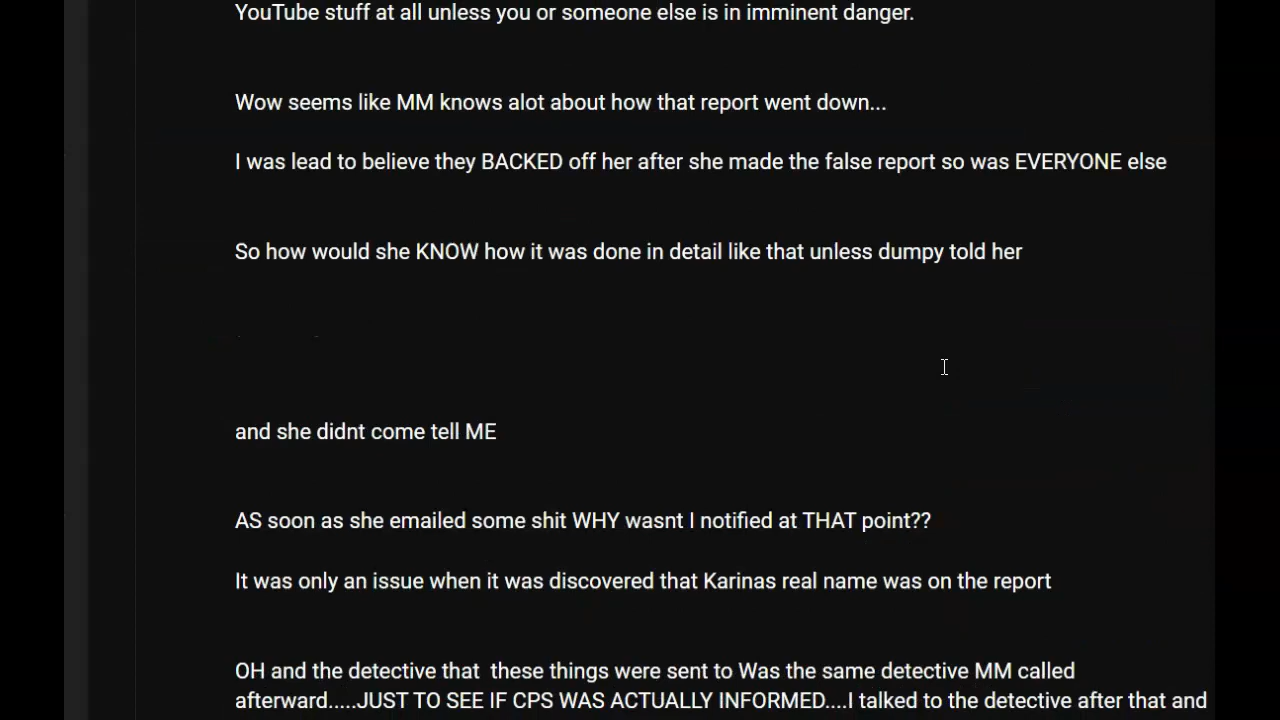 YouTube stuff at all unless you or someone else is in imminent danger.
Wow seems like MM knows alot about how that report went down...
I was lead to believe they BACKED off her after she made the false report so was EVERYONE else
So how would she KNOW how it was done in detail like that unless dumpy told her
and she didnt come tell ME
AS soon as she emailed some shit WHY wasnt I notified at THAT point??
It was only an issue when it was discovered that Karinas real name was on the report
OH and the detective that  these things were sent to Was the same detective MM called
afterward.....JUST TO SEE IF CPS WAS ACTUALLY INFORMED....I talked to the detective after that and